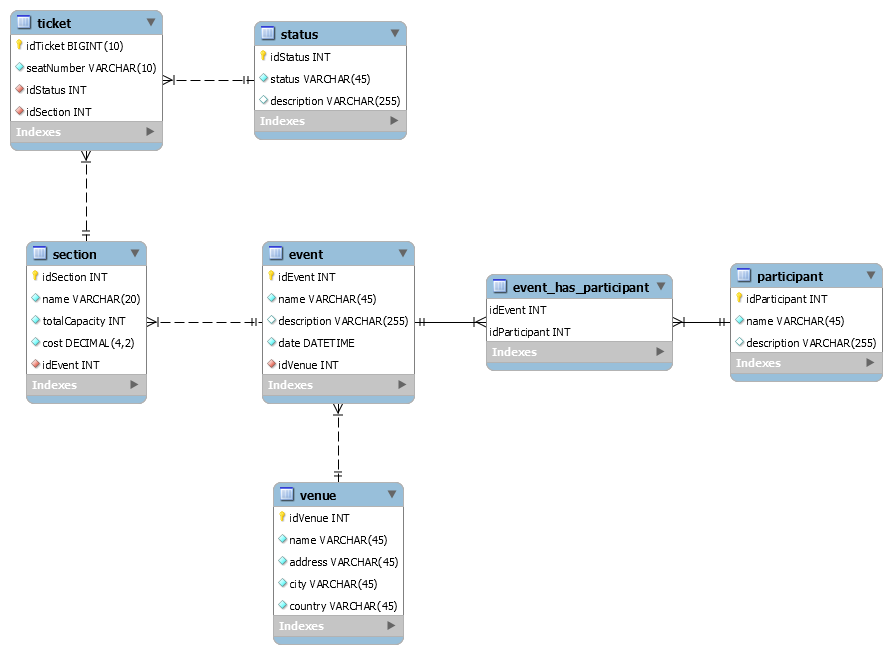 ticket
idTicket BIGINT(10)
seatNumber VARCHAR(10)
idStatus INT
idSection INT
Indexes
status
idStatus INT
status VARCHAR(45)
description VARCHAR(255)
Indexes
section
idSection INT
name VARCHAR(20)
totalCapacity INT
cost DECIMAL(4,2)
idEvent INT
Indexes
event
idEvent INT
name VARCHAR(45)
description VARCHAR(255)
date DATETIME
idVenue INT
Indexes
event_has_participant
idEvent INT
idParticipant INT
Indexes
participant
idParticipant INT
name VARCHAR(45)
description VARCHAR(255)
Indexes
venue
idVenue INT
name VARCHAR(45)
address VARCHAR(45)
city VARCHAR(45)
country VARCHAR(45)
Indexes